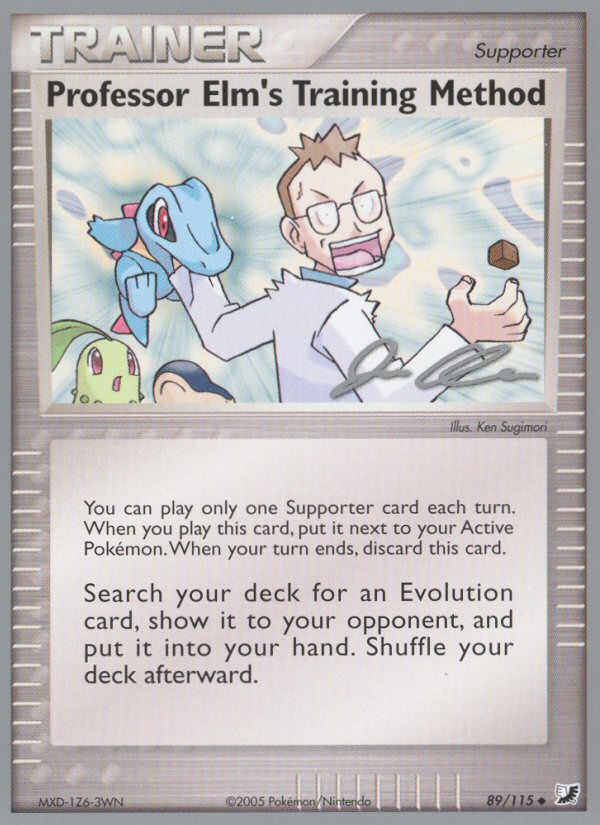 TRAINER
Supporter
Professor Elm's Training Method
Illus. Ken Sugimori
You can play only one Supporter card each turn.
When you play this card, put it next to your Active
Pokémon. When your turn ends, discard this card.
Search your deck for an Evolution
card, show it to your opponent, and
put it into your hand. Shuffle your
deck afterward.
MXD-1Z6-3WN
©2005 Pokémon/Nintendo
89/115